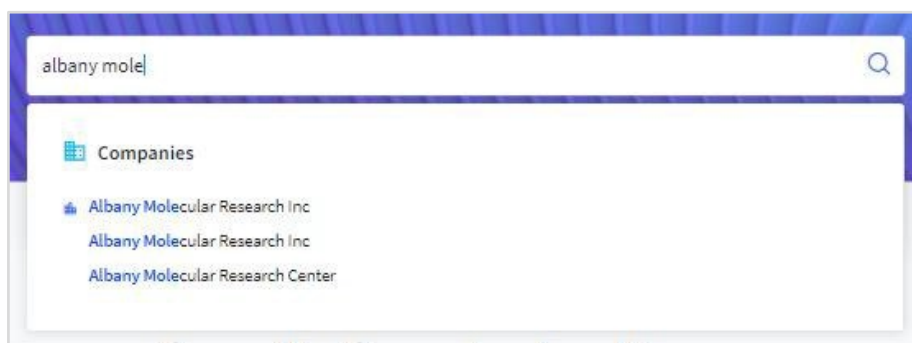 albany mole
Companies
Albany Molecular Research Inc
Albany Molecular Research Inc
Albany Molecular Research Center